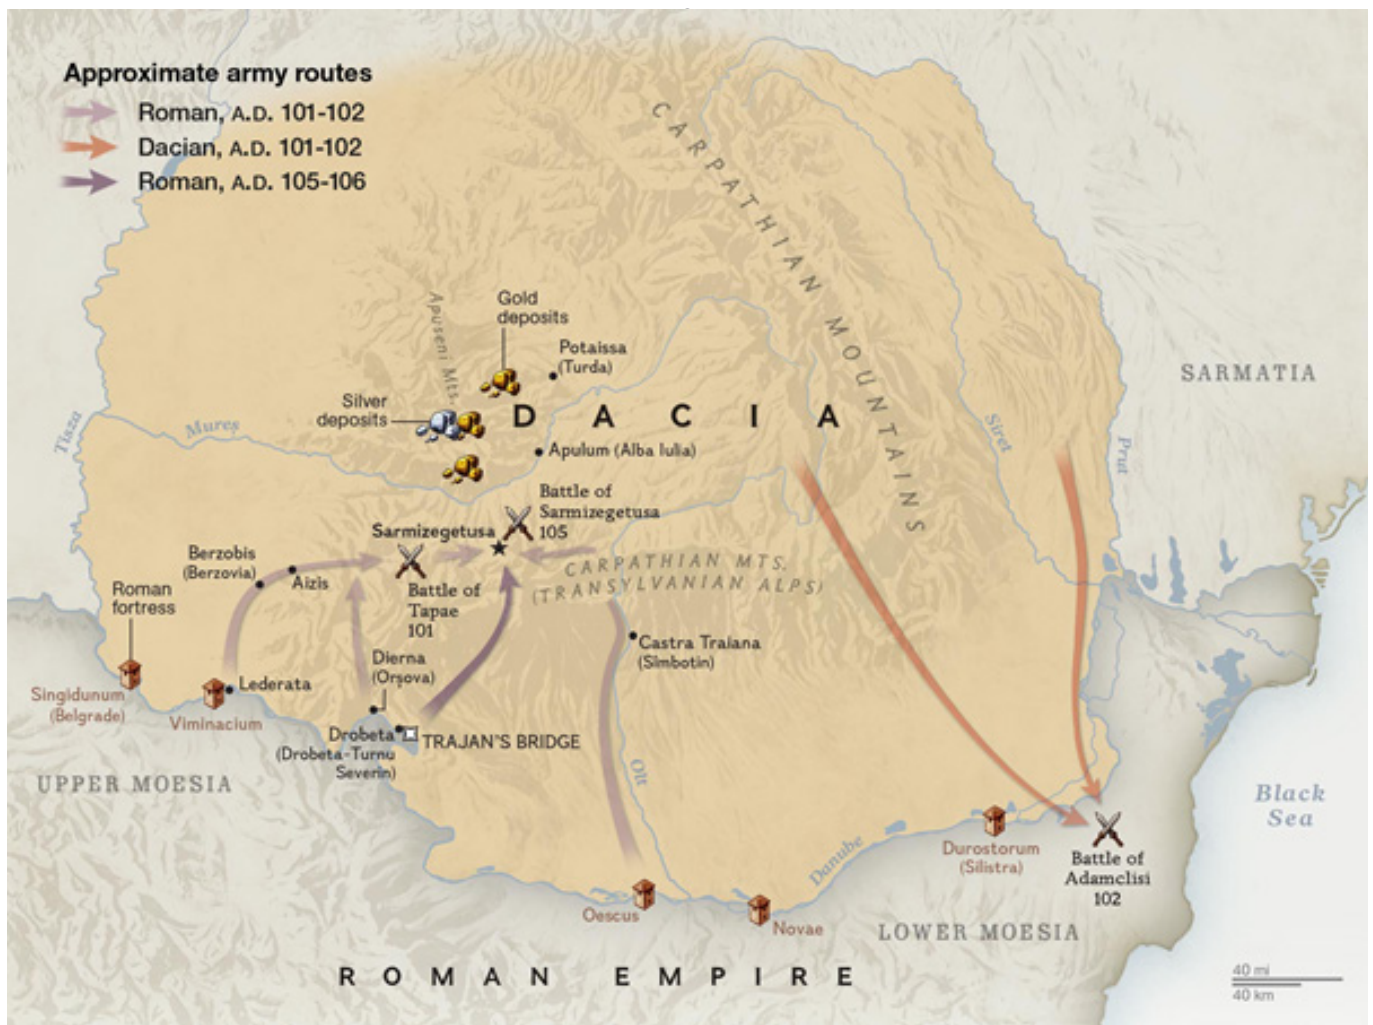 Approximate army routes
Roman, A.D. 101-102
Dacian, A.D. 101-102
Roman, A.D. 105-106
CARPATHIAN MOUNTAINS
Apuseni Mts.
Gold
deposits
Potaissa
(Turda)
Silver
deposits
DACIA
SARMATIA
Tisza
Mureş
Siret
Prut
Apulum (Alba Iulia)
Battle of
Sarmizegetusa
105
Sarmizegetusa
Berzobis
(Berzovia)
Aizis
Battle of
Tapae
101
CARPATHIAN MTS.
(TRANSYLVANIAN ALPS)
Roman
fortress
Castra Traiana
(Sîmbotin)
Dierna
(Orşova)
Lederata
Singidunum
(Belgrade)
Viminacium
Drobeta
(Drobeta-Turnu
Severin)
TRAJAN'S BRIDGE
UPPER MOESIA
Olt
Black
Sea
Danube
Durostorum
(Silistra)
Battle of
Adamclisi
102
Oescus
Novae
LOWER MOESIA
ROMAN EMPIRE
40 mi
40 km